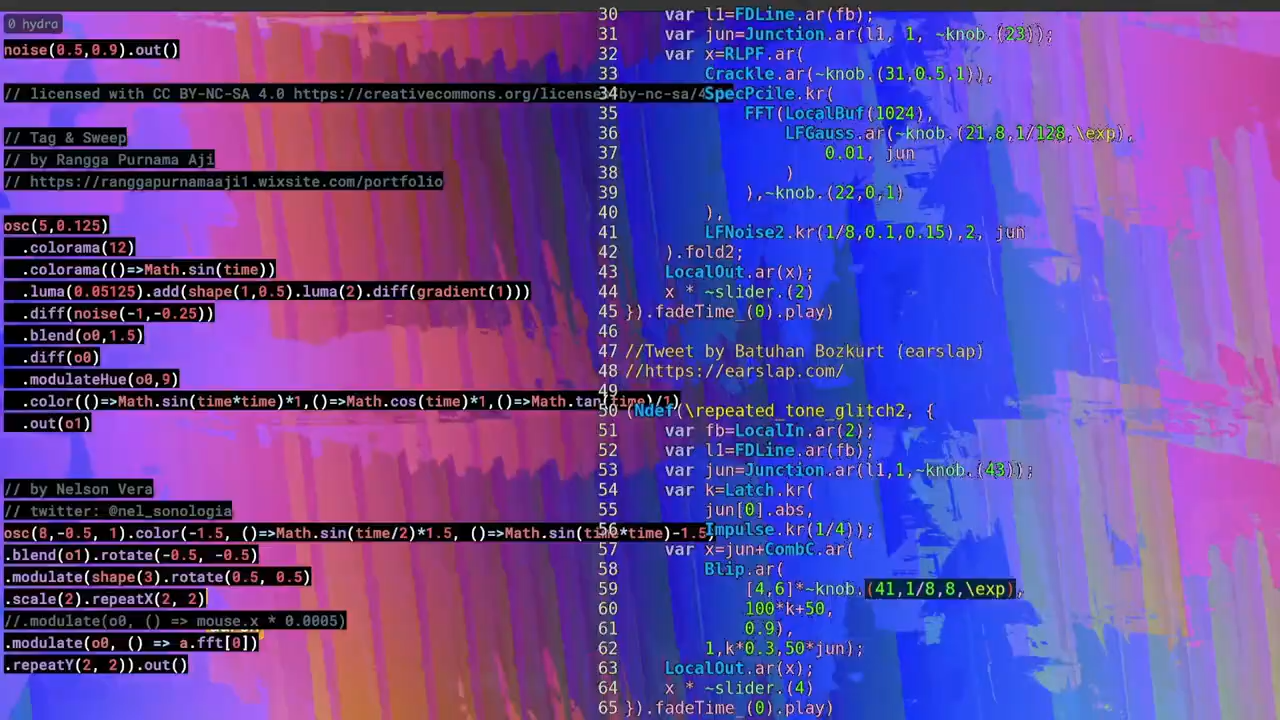 0 hydra
noise(0.5,0.9).out()
// licensed with CC BY-NC-SA 4.0 https://creativecommons.org/licenses/by-nc-sa/4.0
// Tag & Sweep
// by Rangga Purnama Aji
// https://ranggapurnamaaji1.wixsite.com/portfolio
osc(5,0.125)
.colorama(12)
.colorama(()=>Math.sin(time))
.luma(0.05125).add(shape(1,0.5).luma(2).diff(gradient(1)))
.diff(noise(-1,-0.25))
.blend(o0,1.5)
.diff(o0)
.modulateHue(o0,9)
.color(()=>Math.sin(time*time)*1,()=>Math.cos(time)*1,()=>Math.tan(time/1)
.out(o1)
// by Nelson Vera
// twitter: @nel_sonologia
osc(8,-0.5, 1).color(-1.5, ()=>Math.sin(time/2)*1.5, ()=>Math.sin(time*time)-1.5)
.blend(o1).rotate(-0.5, -0.5)
.modulate(shape(3).rotate(0.5, 0.5)
.scale(2).repeatX(2, 2)
//.modulate(o0, () => mouse.x * 0.0005)
.modulate(o0, () => a.fft[0])
.repeatY(2, 2)).out()
30 var l1=FDLine.ar(fb);
31 var jun=Junction.ar(l1, 1, ~knob.(23));
32 var x=RLPF.ar(
33 Crackle.ar(~knob.(31,0.5,1)),
34 SpecPcile.kr(
35 FFT(LocalBuf(1024),
36 LFGauss.ar(~knob.(21,8,1/128,\exp),
37 0.01, jun
38 )
39 ),~knob.(22,0,1)
40 ),
41 LFNoise2.kr(1/8,0.1,0.15),2, jun
42 ).fold2;
43 LocalOut.ar(x);
44 x * ~slider.(2)
45 }).fadeTime_(0).play)
46
47 //Tweet by Batuhan Bozkurt (earslap)
48 //https://earslap.com/
49
50 (Ndef(\repeated_tone_glitch2, {
51 var fb=LocalIn.ar(2);
52 var l1=FDLine.ar(fb);
53 var jun=Junction.ar(l1,1,~knob.(43));
54 var k=Latch.kr(
55 jun[0].abs,
56 Impulse.kr(1/4));
57 var x=jun+CombC.ar(
58 Blip.ar(
59 [4,6]*~knob.(41,1/8,8,\exp),
60 100*k+50,
61 0.9),
62 1,k*0.3,50*jun);
63 LocalOut.ar(x);
64 x * ~slider.(4)
65 }).fadeTime_(0).play)